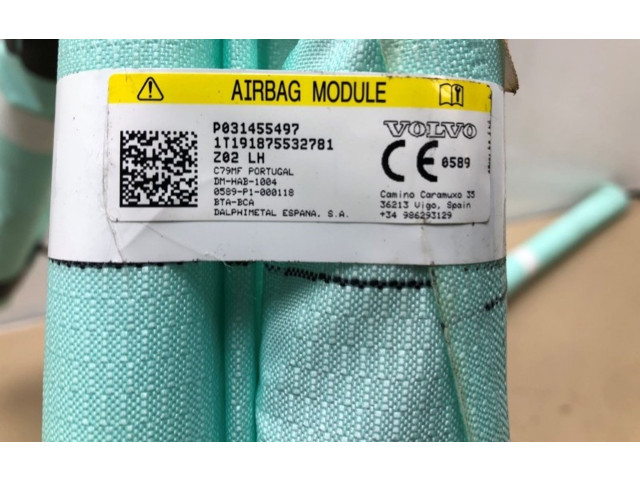 AIRBAG MODULE
P031455497
1T191875532781
Z02 LH
C79MF PORTUGAL
DM-HAB-1004
0589-P1-000118
BTA-BCA
DALPHIMETAL ESPANA, S.A.
VOLVO
CE 0589
Camino Caramuxo 35
36213 Vigo, Spain
+34 986293129